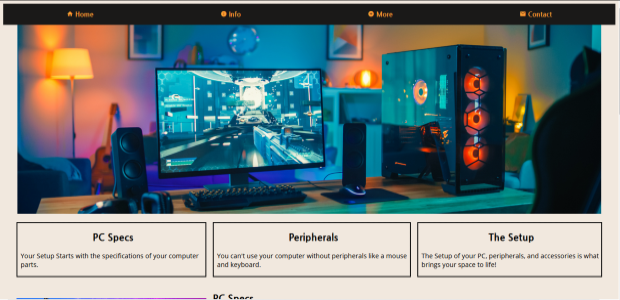 Home
Info
More
Contact
PC Specs
Your Setup Starts with the specifications of your computer
parts.
Peripherals
You can't use your computer without peripherals like a mouse
and keyboard.
The Setup
The Setup of your PC, peripherals, and accessories is what
brings your space to life!
PC Specs